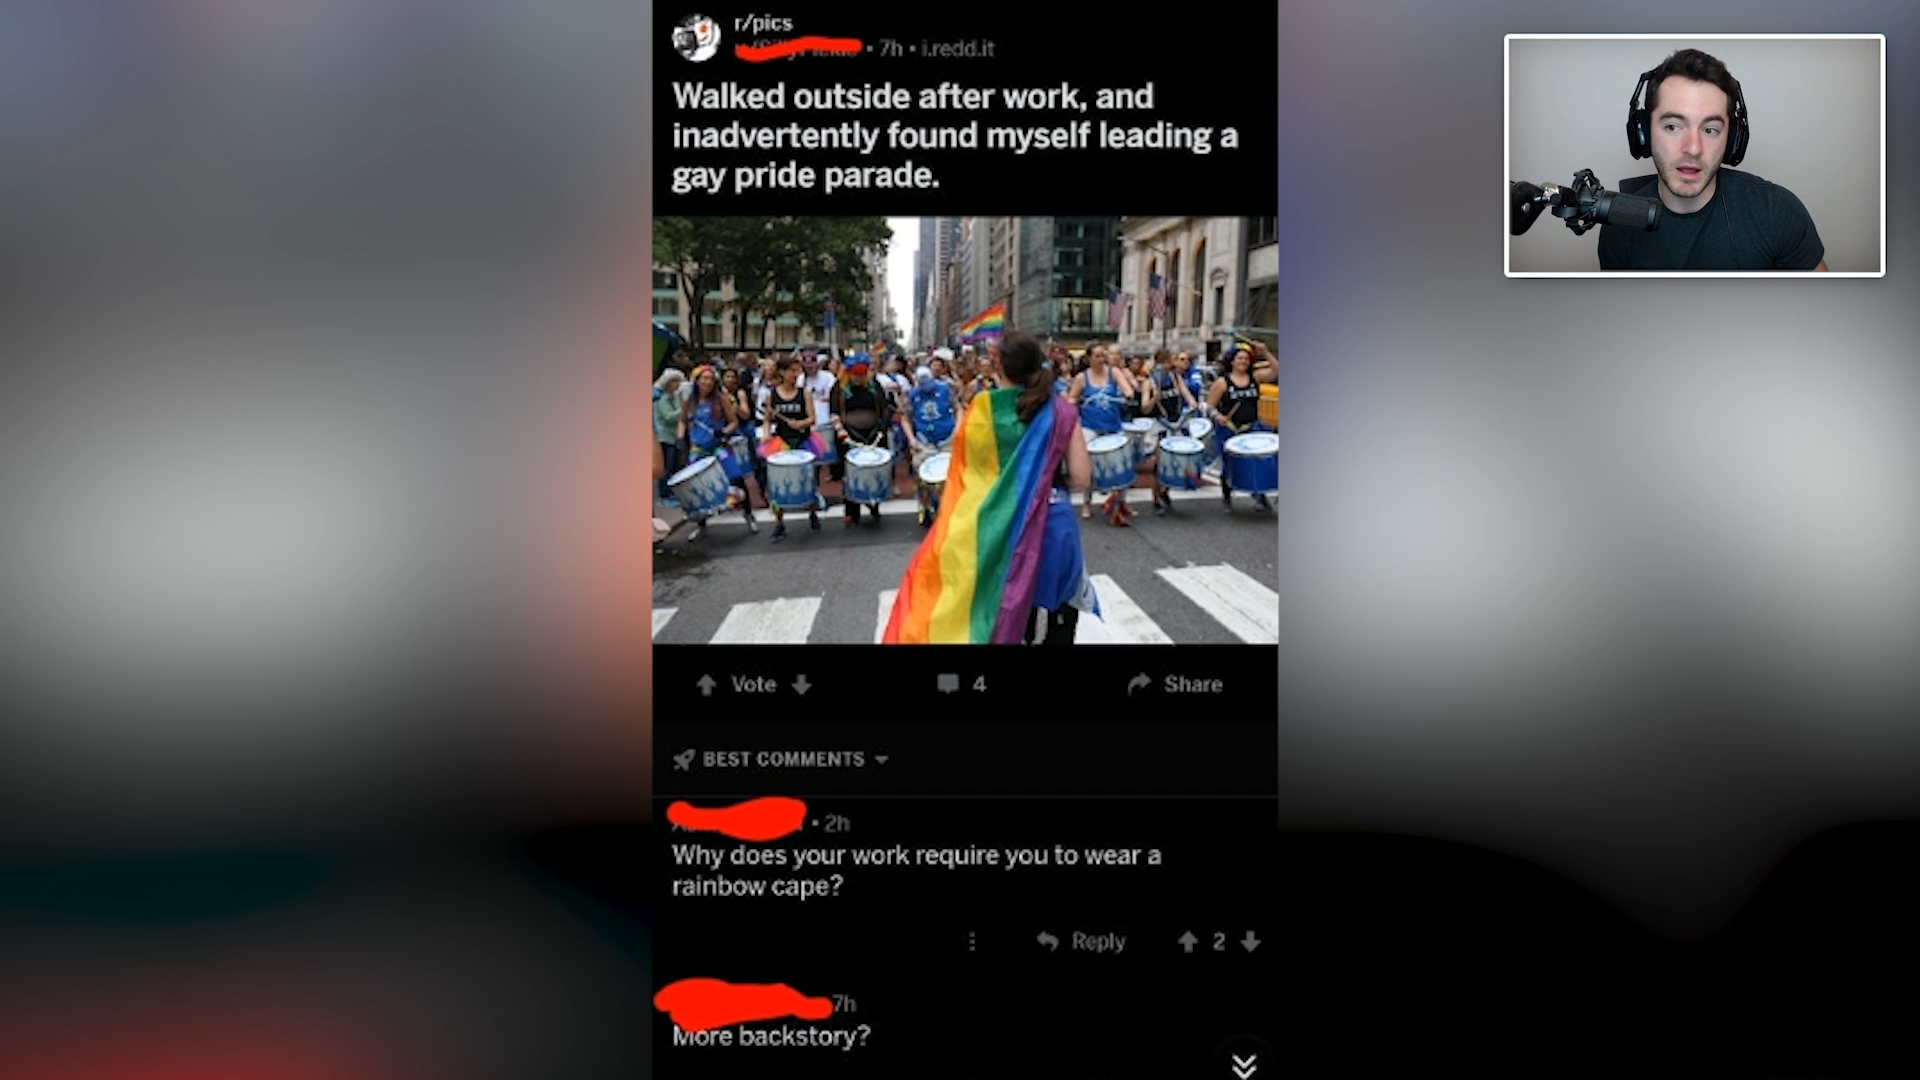 r/pics
• 7h • i.redd.it
Walked outside after work, and
inadvertently found myself leading a
gay pride parade.
Vote
4
Share
BEST COMMENTS
• 2h
Why does your work require you to wear a
rainbow cape?
Reply
2
7h
More backstory?